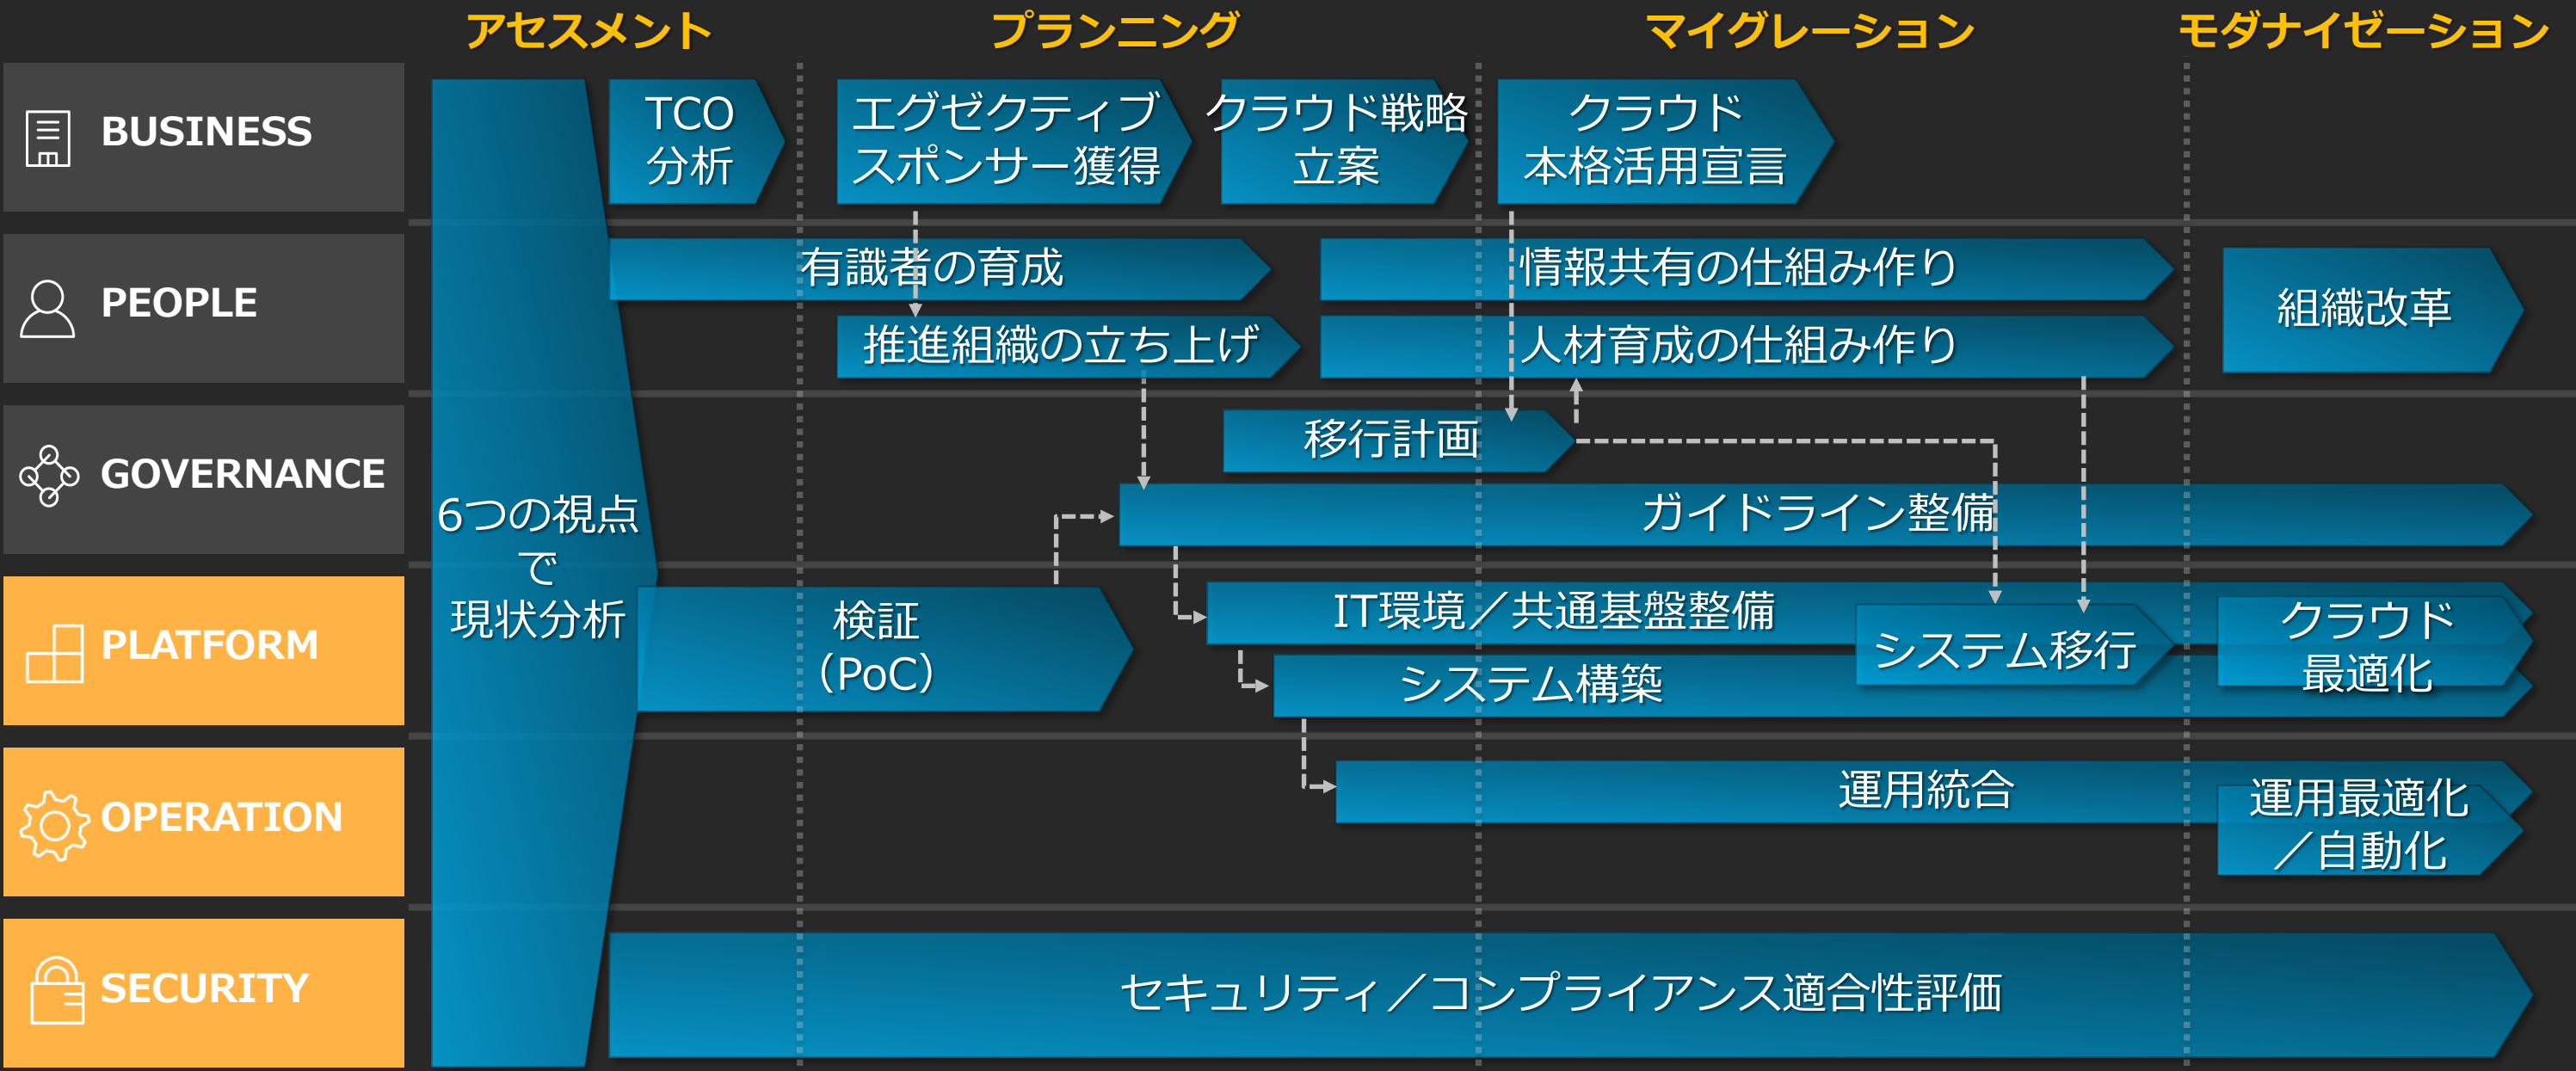 アセスメント
プランニング
マイグレーション
モダナイゼーション
BUSINESS
TCO
分析
エグゼクティブ
スポンサー獲得
クラウド戦略
立案
クラウド
本格活用宣言
PEOPLE
有識者の育成
情報共有の仕組み作り
組織改革
推進組織の立ち上げ
人材育成の仕組み作り
GOVERNANCE
移行計画
ガイドライン整備
6つの視点
で
現状分析
PLATFORM
検証
（PoC）
IT環境／共通基盤整備
システム構築
システム移行
クラウド
最適化
OPERATION
運用統合
運用最適化
／自動化
SECURITY
セキュリティ／コンプライアンス適合性評価